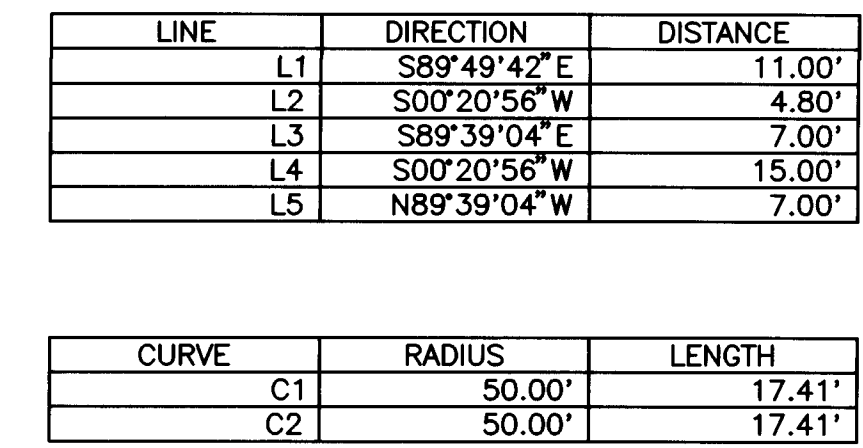 LINE DIRECTION DISTANCE
L1 S89°49'42"E 11.00'
L2 S00°20'56"W 4.80'
L3 S89°39'04"E 7.00'
L4 S00°20'56"W 15.00'
L5 N89°39'04"W 7.00'
CURVE RADIUS LENGTH
C1 50.00' 17.41'
C2 50.00' 17.41'